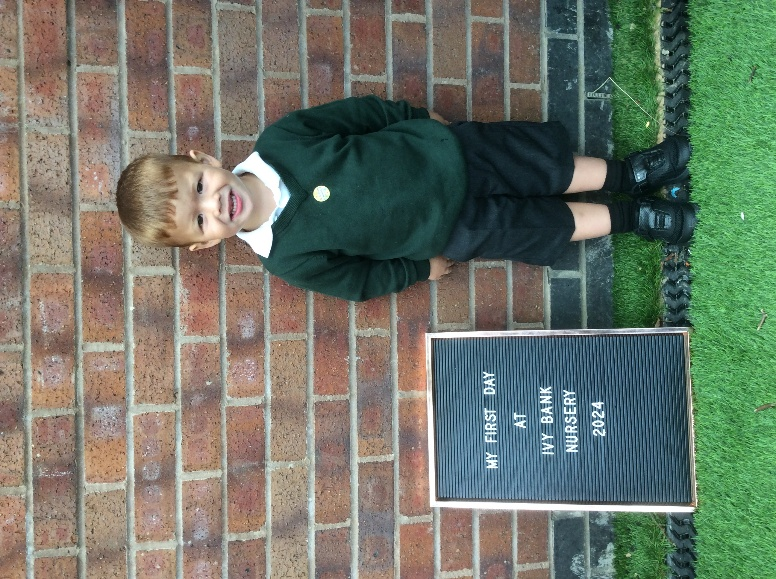 MY FIRST DAY
AT
IVY BANK
NURSERY
2024